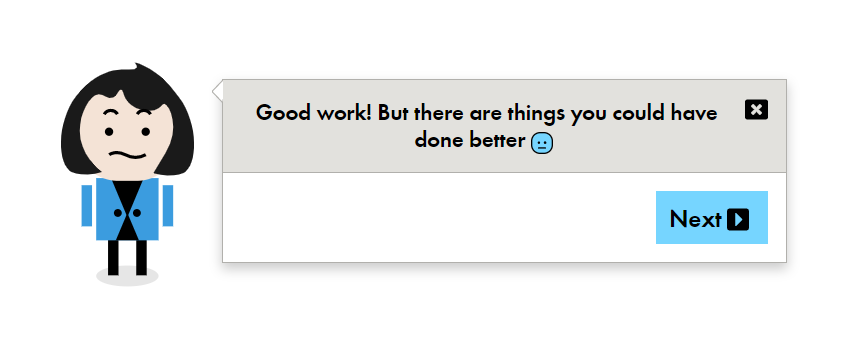 Good work! But there are things you could have
done better
Next